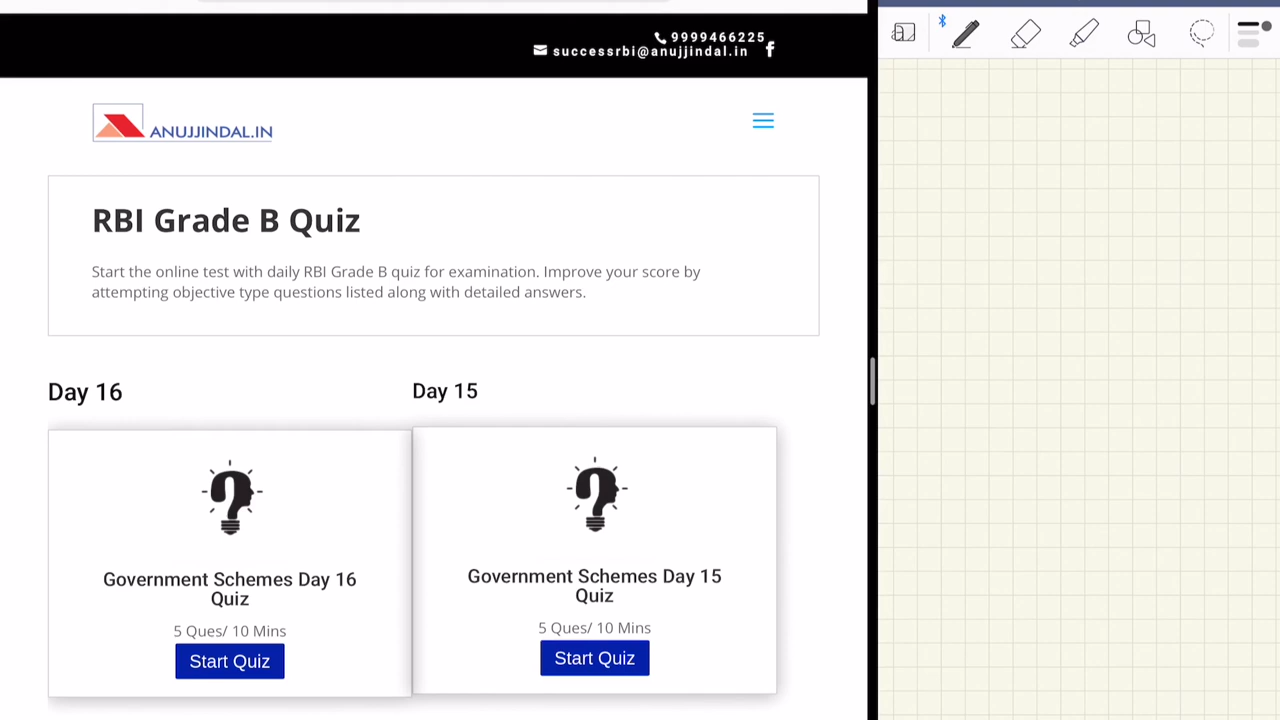 9999466225
successrbi@anujjindal.in
ANUJJINDAL.IN
RBI Grade B Quiz
Start the online test with daily RBI Grade B quiz for examination. Improve your score by
attempting objective type questions listed along with detailed answers.
Day 16
Government Schemes Day 16
Quiz
5 Ques/ 10 Mins
Start Quiz
Day 15
Government Schemes Day 15
Quiz
5 Ques/ 10 Mins
Start Quiz